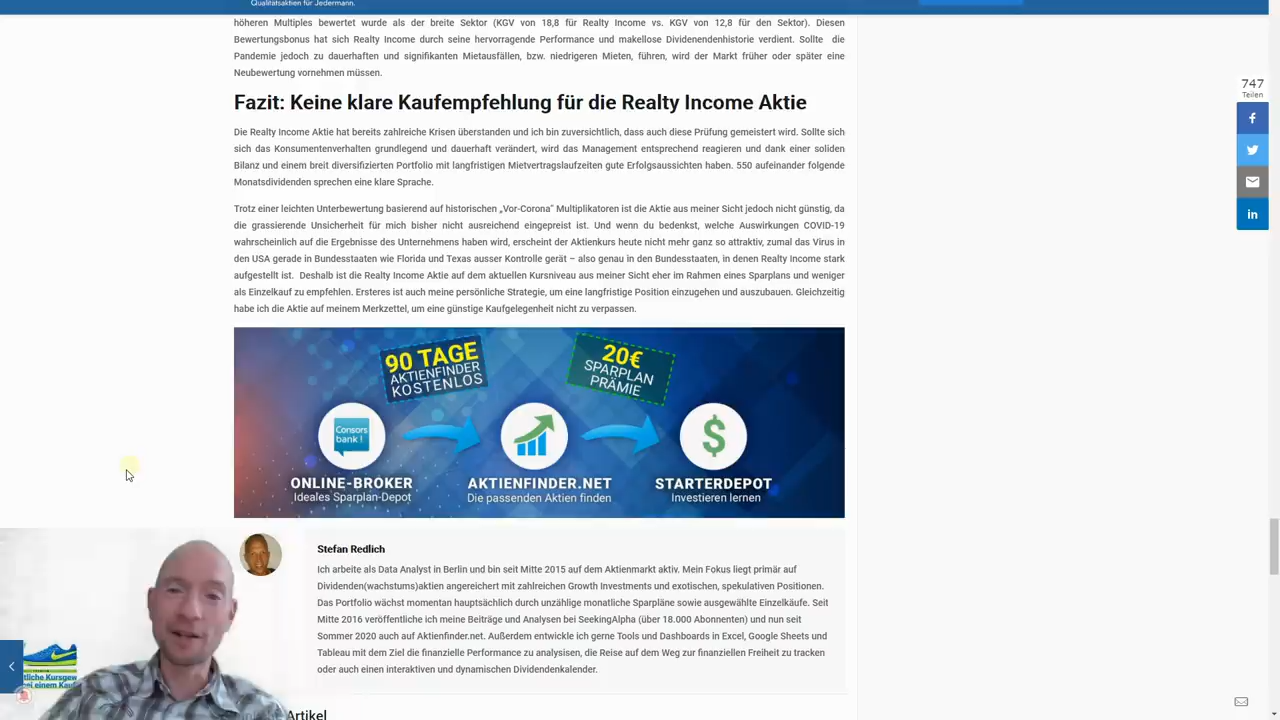 Qualitätsaktien für Jedermann.
höheren Multiples bewertet wurde als der breite Sektor (KGV von 18,8 für Realty Income vs. KGV von 12,8 für den Sektor). Diesen
Bewertungsbonus hat sich Realty Income durch seine hervorragende Performance und makellose Dividendenhistorie verdient. Sollte die
Pandemie jedoch zu dauerhaften und signifikanten Mietausfällen, bzw. niedrigeren Mieten, führen, wird der Markt früher oder später eine
Neubewertung vornehmen müssen.
Fazit: Keine klare Kaufempfehlung für die Realty Income Aktie
Die Realty Income Aktie hat bereits zahlreiche Krisen überstanden und ich bin zuversichtlich, dass auch diese Prüfung gemeistert wird. Sollte sich
sich das Konsumentenverhalten grundlegend und dauerhaft verändert, wird das Management entsprechend reagieren und dank einer soliden
Bilanz und einem breit diversifizierten Portfolio mit langfristigen Mietvertragslaufzeiten gute Erfolgsaussichten haben. 550 aufeinander folgende
Monatsdividenden sprechen eine klare Sprache.
Trotz einer leichten Unterbewertung basierend auf historischen „Vor-Corona" Multiplikatoren ist die Aktie aus meiner Sicht jedoch nicht günstig, da
die grassierende Unsicherheit für mich bisher nicht ausreichend eingepreist ist. Und wenn du bedenkst, welche Auswirkungen COVID-19
wahrscheinlich auf die Ergebnisse des Unternehmens haben wird, erscheint der Aktienkurs heute nicht mehr ganz so attraktiv, zumal das Virus in
den USA gerade in Bundesstaaten wie Florida und Texas ausser Kontrolle gerät – also genau in den Bundesstaaten, in denen Realty Income stark
aufgestellt ist. Deshalb ist die Realty Income Aktie auf dem aktuellen Kursniveau aus meiner Sicht eher im Rahmen eines Sparplans und weniger
als Einzelkauf zu empfehlen. Ersteres ist auch meine persönliche Strategie, um eine langfristige Position einzugehen und auszubauen. Gleichzeitig
habe ich die Aktie auf meinem Merkzettel, um eine günstige Kaufgelegenheit nicht zu verpassen.
90 TAGE
AKTIENFINDER
KOSTENLOS
20€
SPARPLAN
PRÄMIE
Consors
bank!
$
ONLINE-BROKER
Ideales Sparplan-Depot
AKTIENFINDER.NET
Die passenden Aktien finden
STARTERDEPOT
Investieren lernen
Stefan Redlich
Ich arbeite als Data Analyst in Berlin und bin seit Mitte 2015 auf dem Aktienmarkt aktiv. Mein Fokus liegt primär auf
Dividenden(wachstums)aktien angereichert mit zahlreichen Growth Investments und exotischen, spekulativen Positionen.
Das Portfolio wächst momentan hauptsächlich durch unzählige monatliche Sparpläne sowie ausgewählte Einzelkäufe. Seit
Mitte 2016 veröffentliche ich meine Beiträge und Analysen bei SeekingAlpha (über 18.000 Abonnenten) und nun seit
Sommer 2020 auch auf Aktienfinder.net. Außerdem entwickle ich gerne Tools und Dashboards in Excel, Google Sheets und
Tableau mit dem Ziel die finanzielle Performance zu analysisen, die Reise auf dem Weg zur finanziellen Freiheit zu tracken
oder auch einen interaktiven und dynamischen Dividendenkalender.
Artikel
747
Teilen
f
in